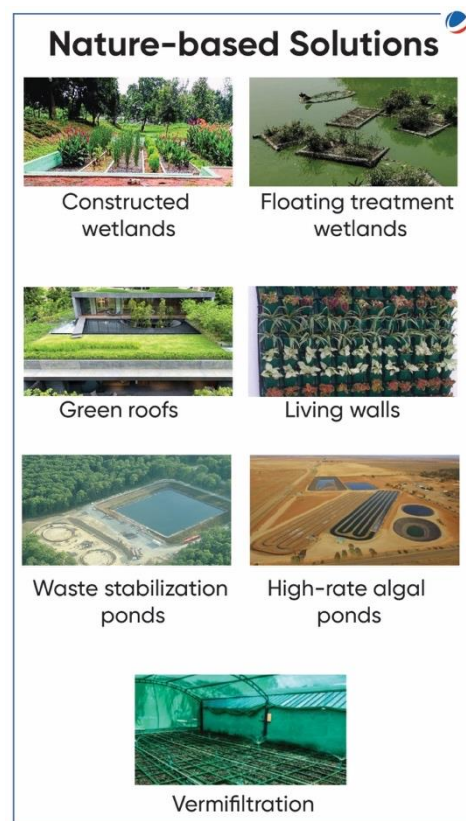 Nature-based Solutions
Constructed
wetlands
Floating treatment
wetlands
Green roofs
Living walls
Waste stabilization
ponds
High-rate algal
ponds
Vermifiltration